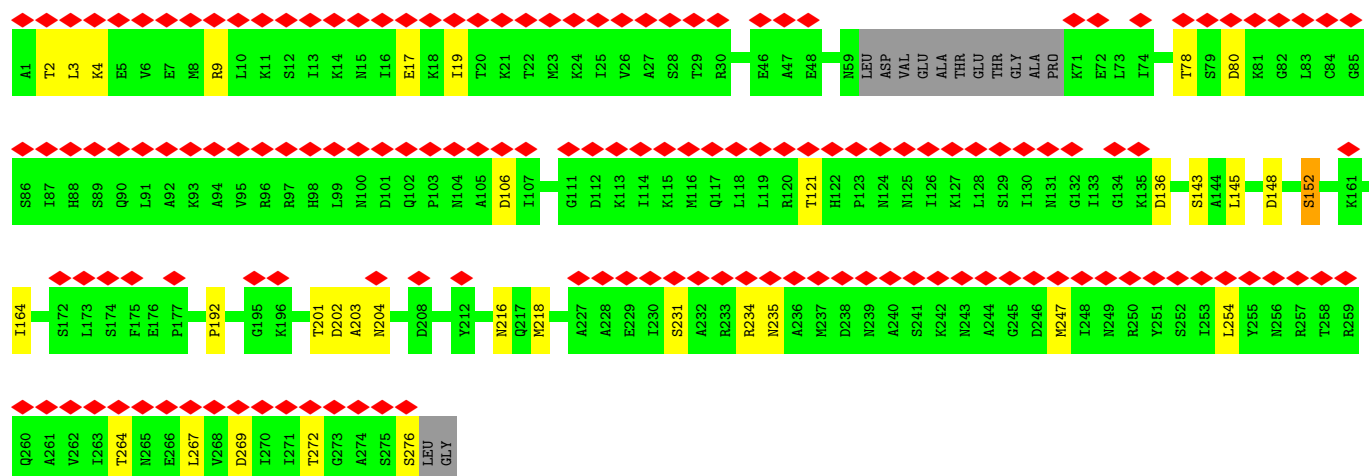 A1 T2 L3 K4 E5 V6 E7 M8 R9 L10 K11 S12 I13 K14 N15 I16 E17 K18 I19 T20 K21 T22 M23 K24 I25 V26 A27 S28 T29 R30 E46 A47 E48 N59 LEU ASP VAL GLU ALA THR GLU THR GLY ALA PRO K71 E72 L73 I74 T78 S79 D80 K81 G82 L83 C84 G85
S86 I87 H88 S89 Q90 L91 A92 K93 A94 V95 R96 R97 H98 L99 N100 D101 Q102 P103 N104 A105 D106 I107 G111 D112 K113 I114 K115 M116 Q117 L118 L119 R120 T121 H122 P123 N124 N125 I126 K127 L128 S129 I130 N131 G132 I133 G134 K135 D136 S143 A144 L145 D148 S152 K161
I164 S172 L173 S174 F175 E176 P177 P192 G195 K196 T201 D202 A203 N204 D208 Y212 N216 Q217 M218 A227 A228 E229 I230 S231 A232 R233 R234 N235 A236 M237 D238 N239 A240 S241 K242 N243 A244 G245 D246 M247 I248 N249 R250 Y251 S252 I253 L254 Y255 N256 R257 T258 R259
Q260 A261 V262 I263 T264 N265 E266 L267 V268 D269 I270 I271 T272 G273 A274 S275 S276 LEU GLY